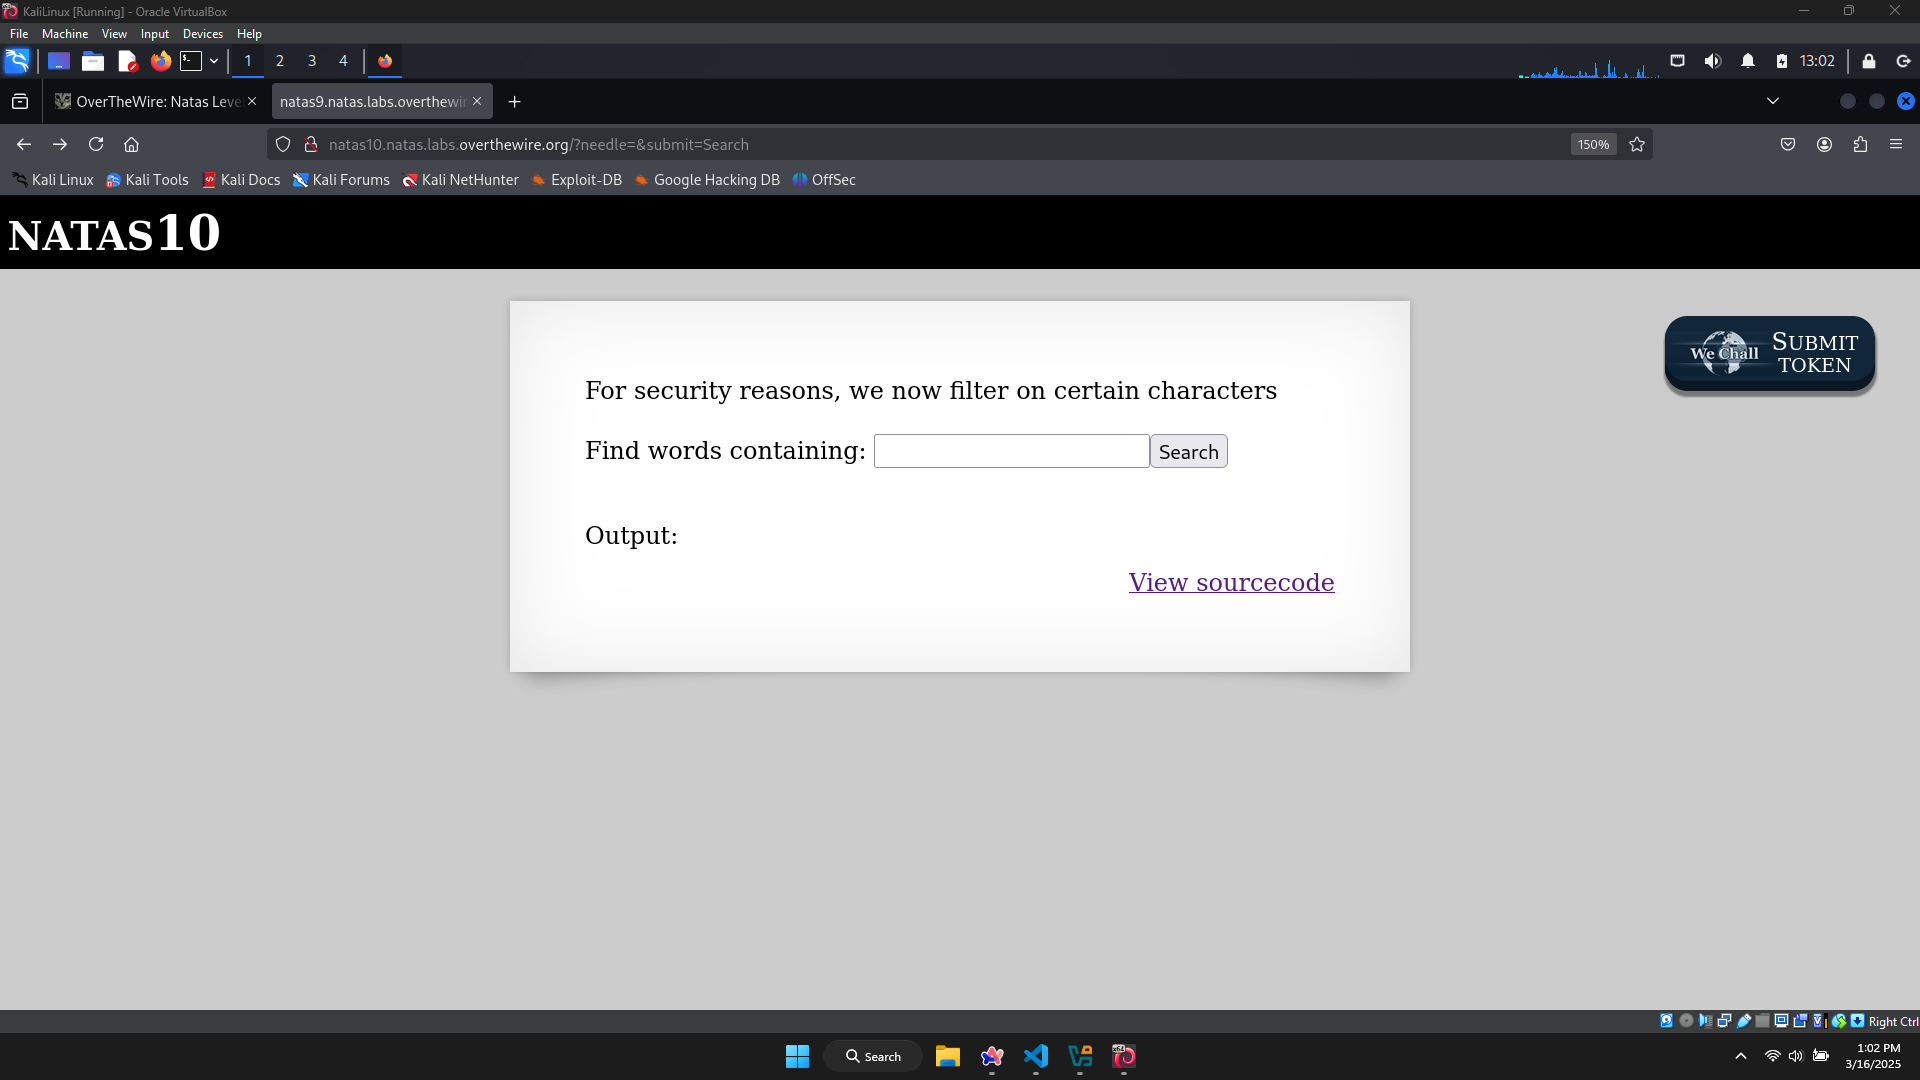 KaliLinux [Running] - Oracle VirtualBox
File Machine View Input Devices Help
1 2 3 4 13:02
OverTheWire: Natas Leve natas9.natas.labs.overthewir
natas10.natas.labs.overthewire.org/?needle=&submit=Search 150%
Kali Linux Kali Tools Kali Docs Kali Forums Kali NetHunter Exploit-DB Google Hacking DB OffSec
NATAS10
For security reasons, we now filter on certain characters
Find words containing: Search
Output:
View sourcecode
We Chall SUBMIT
TOKEN
Right Ctrl
Search
1:02 PM
3/16/2025